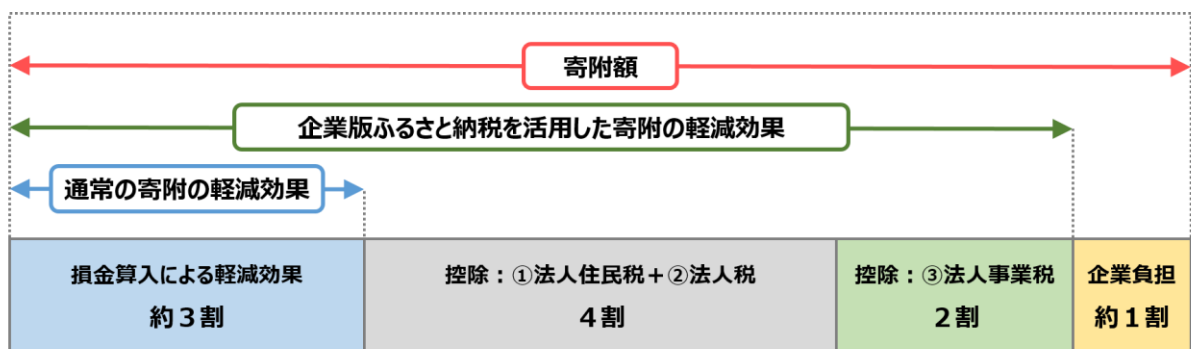 寄附額
企業版ふるさと納税を活用した寄附の軽減効果
通常の寄附の軽減効果
損金算入による軽減効果
約３割
控除：①法人住民税＋②法人税
４割
控除：③法人事業税
２割
企業負担
約１割